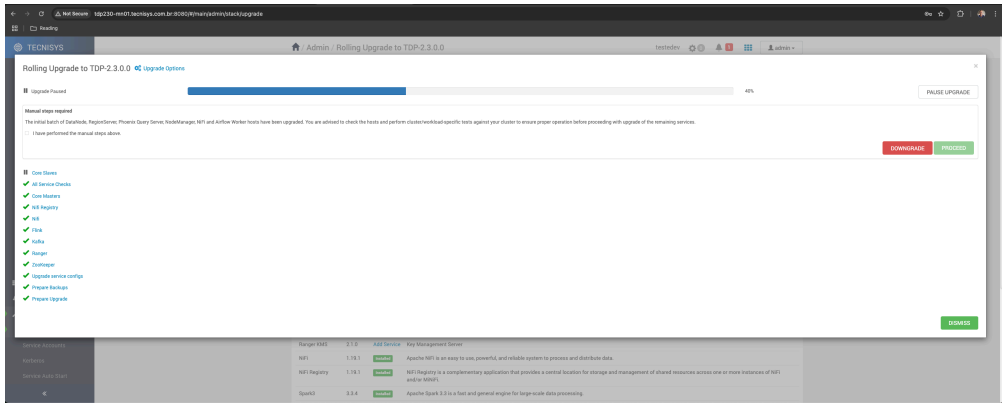 Not Secure tdp230-mn01.tecnisys.com.br:8080/#/main/admin/stack/upgrade
Reading
TECNISYS
/ Admin / Rolling Upgrade to TDP-2.3.0.0
testedev
admin
Rolling Upgrade to TDP-2.3.0.0 Upgrade Options
×
Upgrade Paused
40%
PAUSE UPGRADE
Manual steps required
The initial batch of DataNode, RegionServer, Phoenix Query Server, NodeManager, NiFi and Airflow Worker hosts have been upgraded. You are advised to check the hosts and perform cluster/workload-specific tests against your cluster to ensure proper operation before proceeding with upgrade of the remaining services.
I have performed the manual steps above.
DOWNGRADE
PROCEED
Core Slaves
All Service Checks
Core Masters
Nifi Registry
Nifi
Flink
Kafka
Ranger
ZooKeeper
Upgrade service configs
Prepare Backups
Prepare Upgrade
DISMISS
Service Accounts
Kerberos
Service Auto Start
Ranger KMS 2.1.0 Add Service Key Management Server
NiFi 1.19.1 Installed Apache NiFi is an easy to use, powerful, and reliable system to process and distribute data.
NiFi Registry 1.19.1 Installed NiFi Registry is a complementary application that provides a central location for storage and management of shared resources across one or more instances of NiFi
and/or MiNiFi.
Spark3 3.3.4 Installed Apache Spark 3.3 is a fast and general engine for large-scale data processing.